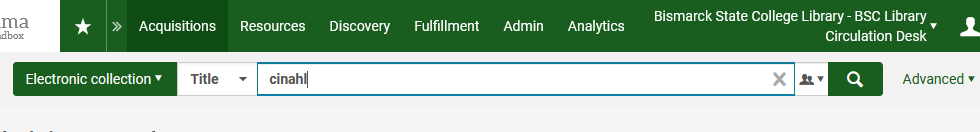 ma
ndbox
»
Acquisitions Resources Discovery Fulfillment Admin Analytics
Bismarck State College Library - BSC Library
Circulation Desk
Electronic collection Title cinahl Advanced